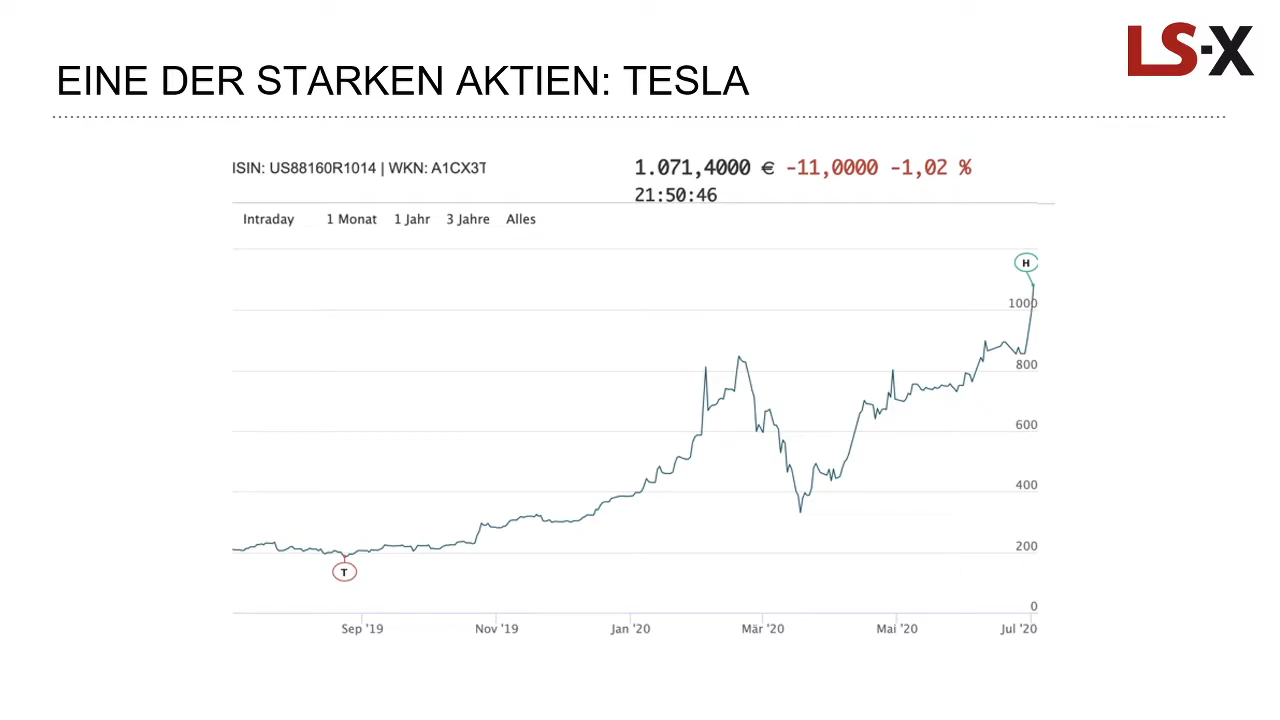 LS-X
EINE DER STARKEN AKTIEN: TESLA
ISIN: US88160R1014 | WKN: A1CX3T
1.071,4000 € -11,0000 -1,02 %
21:50:46
Intraday 1 Monat 1 Jahr 3 Jahre Alles
H
1000
800
600
400
200
T
0
Sep '19 Nov '19 Jan '20 Mär '20 Mai '20 Jul '20